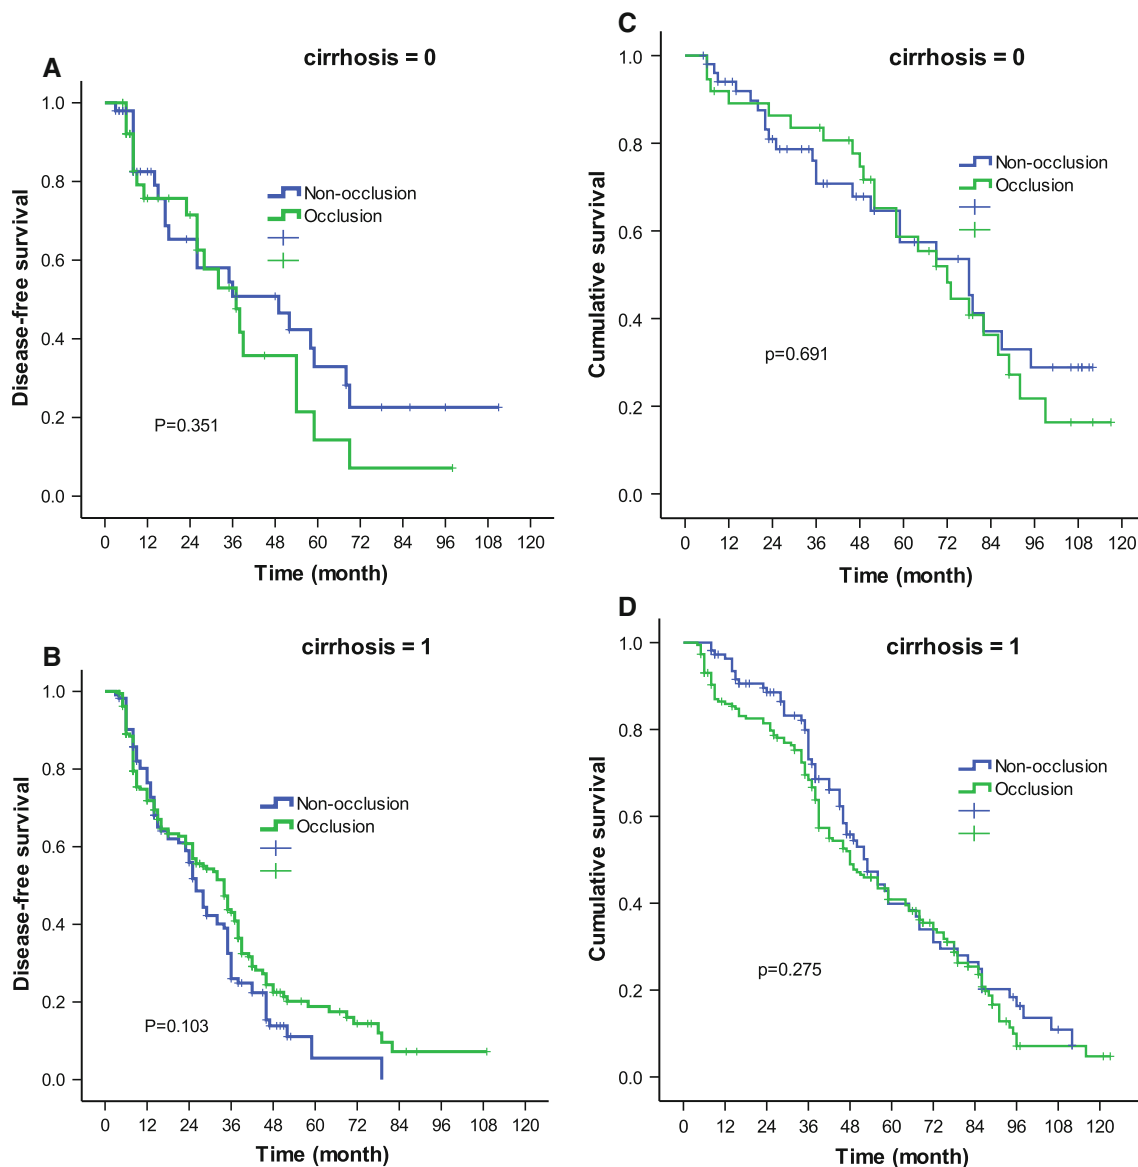 A
cirrhosis = 0
Disease-free survival
1.0
0.8
0.6
0.4
0.2
0.0
Non-occlusion
Occlusion
P=0.351
0 12 24 36 48 60 72 84 96 108 120
Time (month)
C
cirrhosis = 0
Cumulative survival
1.0
0.8
0.6
0.4
0.2
0.0
Non-occlusion
Occlusion
p=0.691
0 12 24 36 48 60 72 84 96 108 120
Time (month)
B
cirrhosis = 1
Disease-free survival
1.0
0.8
0.6
0.4
0.2
0.0
Non-occlusion
Occlusion
P=0.103
0 12 24 36 48 60 72 84 96 108 120
Time (month)
D
cirrhosis = 1
Cumulative survival
1.0
0.8
0.6
0.4
0.2
0.0
Non-occlusion
Occlusion
p=0.275
0 12 24 36 48 60 72 84 96 108 120
Time (month)